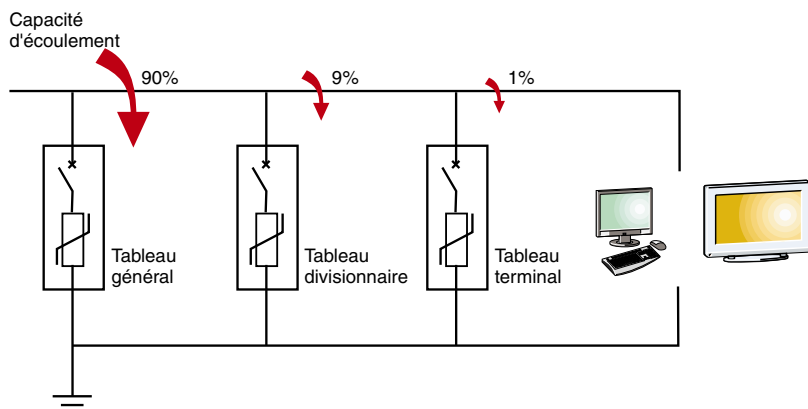 Capacité
d'écoulement
90%
9%
1%
Tableau
général
Tableau
divisionnaire
Tableau
terminal